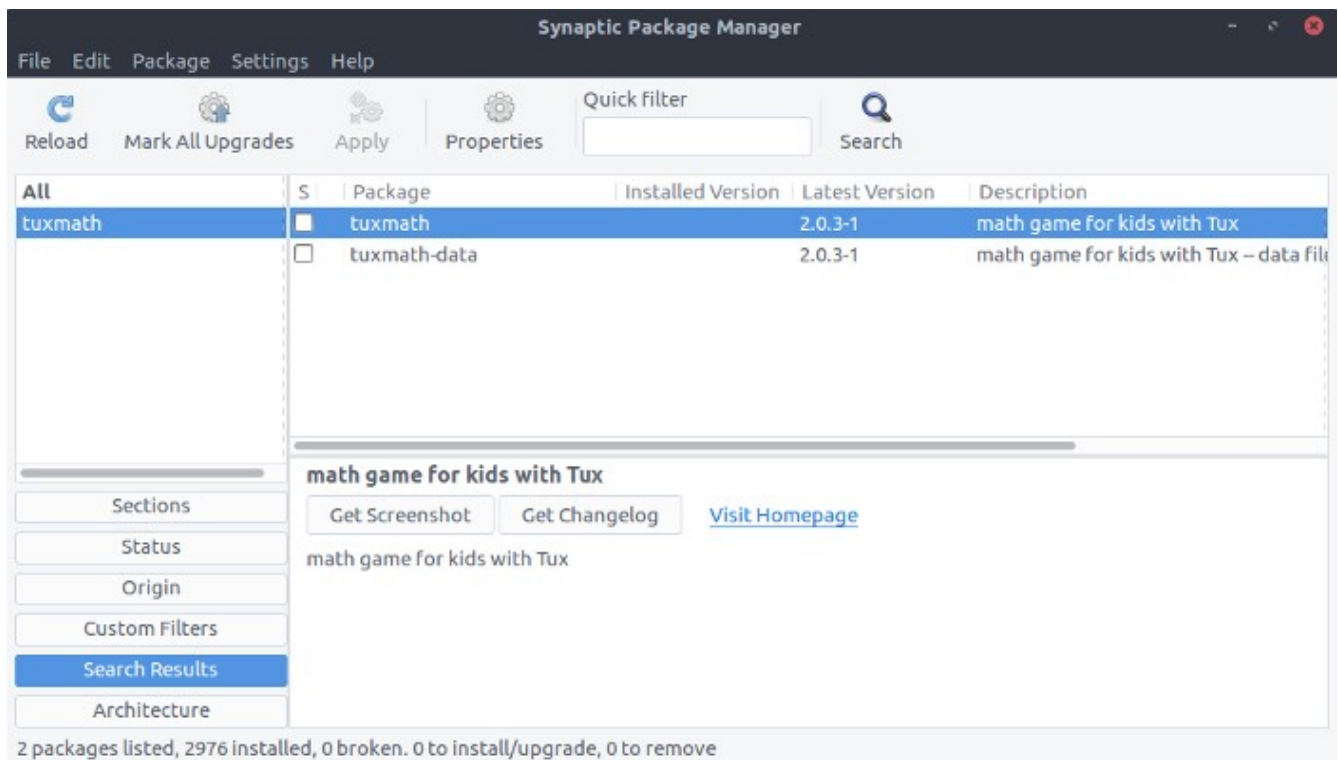 Synaptic Package Manager
File Edit Package Settings Help
Reload Mark All Upgrades Apply Properties Quick filter Search
All
tuxmath
S Package Installed Version Latest Version Description
tuxmath 2.0.3-1 math game for kids with Tux
tuxmath-data 2.0.3-1 math game for kids with Tux -- data file
math game for kids with Tux
Get Screenshot Get Changelog Visit Homepage
math game for kids with Tux
Sections
Status
Origin
Custom Filters
Search Results
Architecture
2 packages listed, 2976 installed, 0 broken. 0 to install/upgrade, 0 to remove